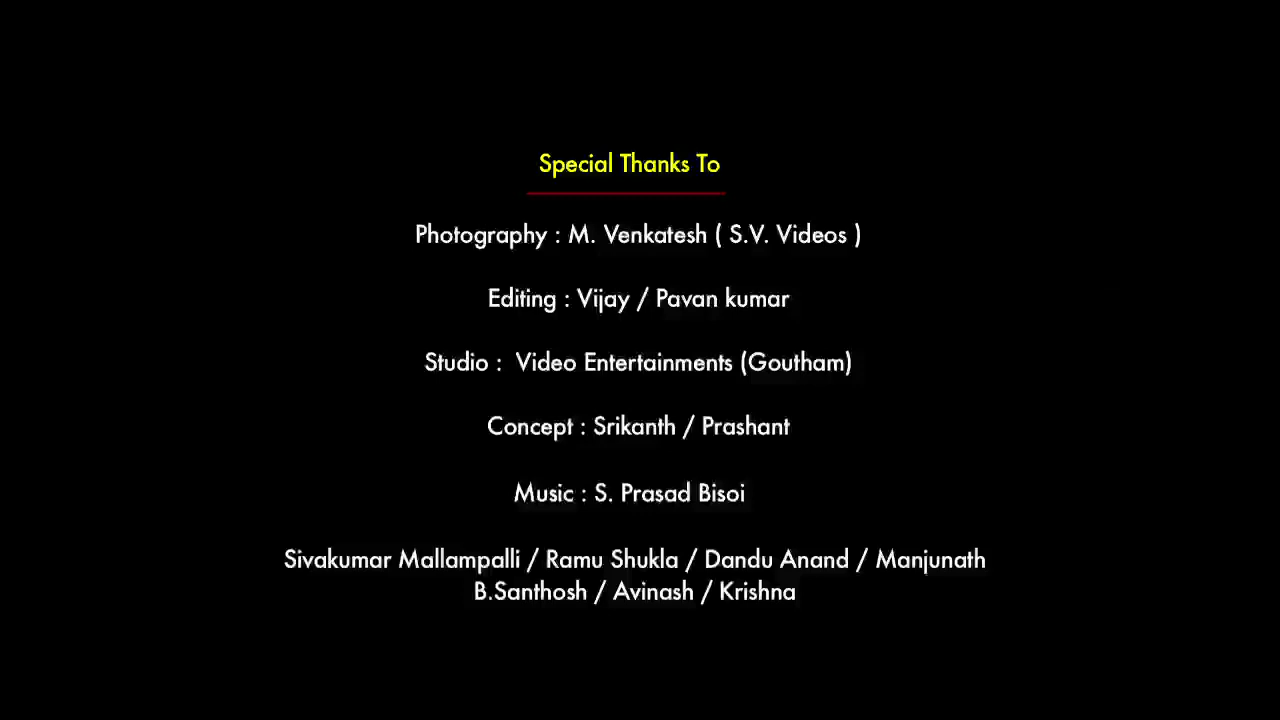 Special Thanks To
Photography : M. Venkatesh ( S.V. Videos )
Editing : Vijay / Pavan kumar
Studio :  Video Entertainments (Goutham)
Concept : Srikanth / Prashant
Music : S. Prasad Bisoi
Sivakumar Mallampalli / Ramu Shukla / Dandu Anand / Manjunath
B.Santhosh / Avinash / Krishna